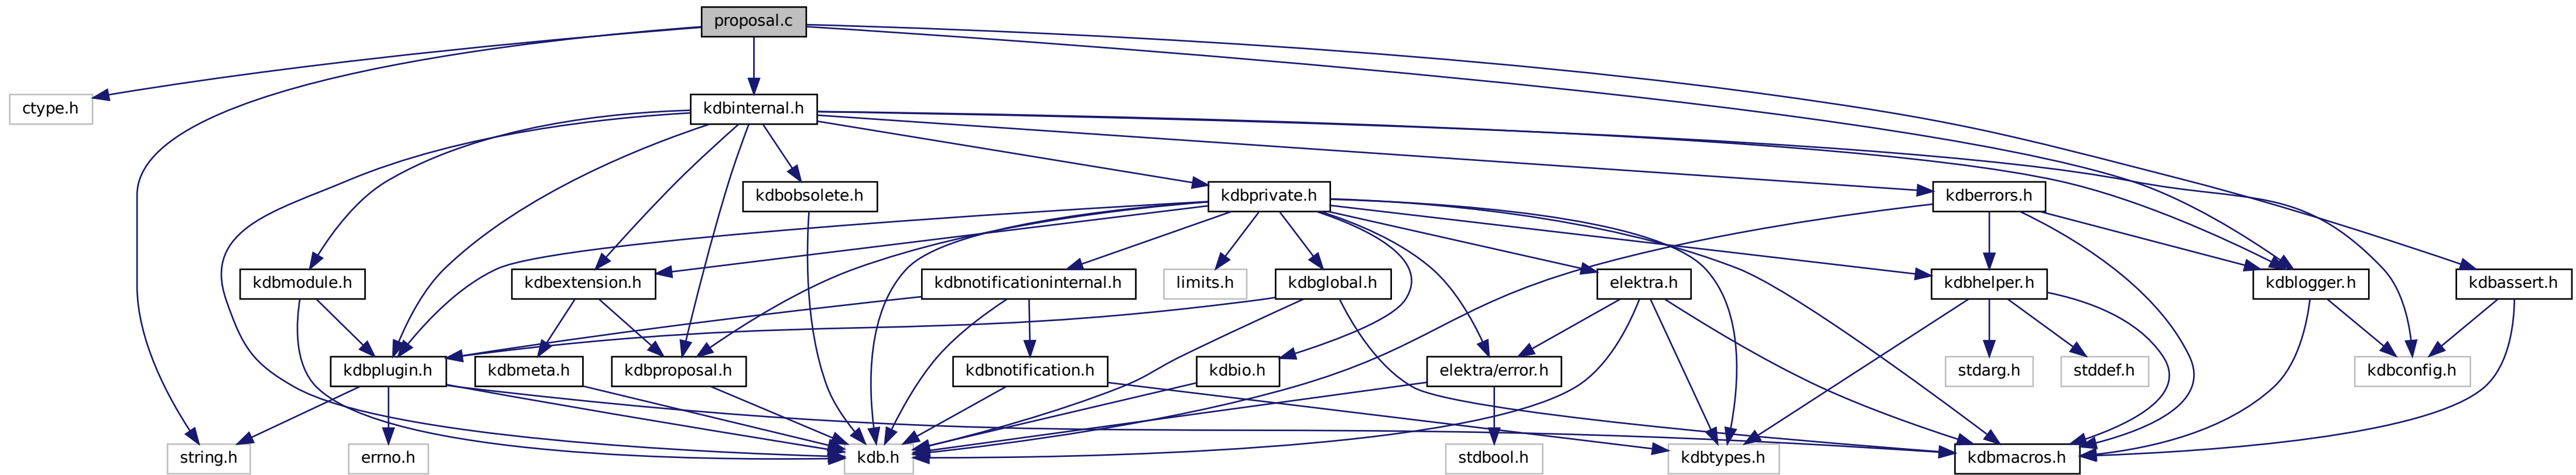 proposal.c
ctype.h
kdbinternal.h
kdbobsolete.h
kdbprivate.h
kdberrors.h
kdbmodule.h
kdbextension.h
kdbnotificationinternal.h
limits.h
kdbglobal.h
elektra.h
kdbhelper.h
kdblogger.h
kdbassert.h
kdbplugin.h
kdbmeta.h
kdbproposal.h
kdbnotification.h
kdbio.h
elektra/error.h
stdarg.h
stddef.h
kdbconfig.h
string.h
errno.h
kdb.h
stdbool.h
kdbtypes.h
kdbmacros.h